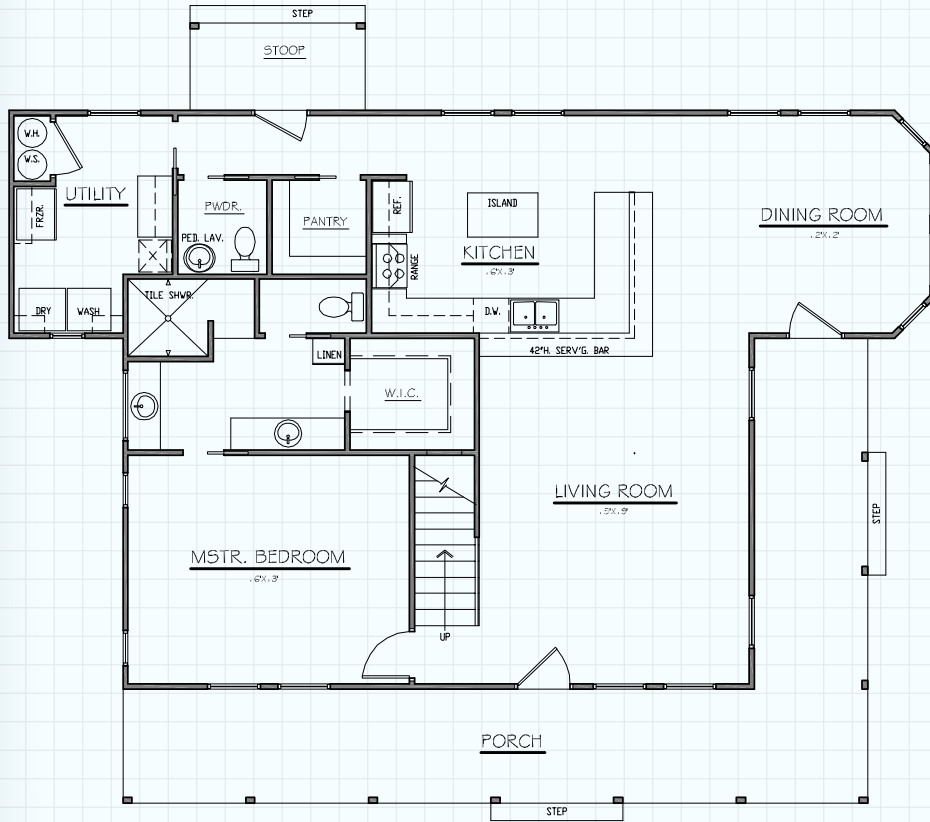 STEP
STOOP
W.H.
W.S.
UTILITY
FRZR.
PWDR.
PED. LAV.
PANTRY
REF.
ISLAND
KITCHEN
RANGE
DINING ROOM
DRY
WASH
TILE SHWR.
D.W.
42"H. SERV'G. BAR
LINEN
W.I.C.
LIVING ROOM
STEP
MSTR. BEDROOM
UP
PORCH
STEP